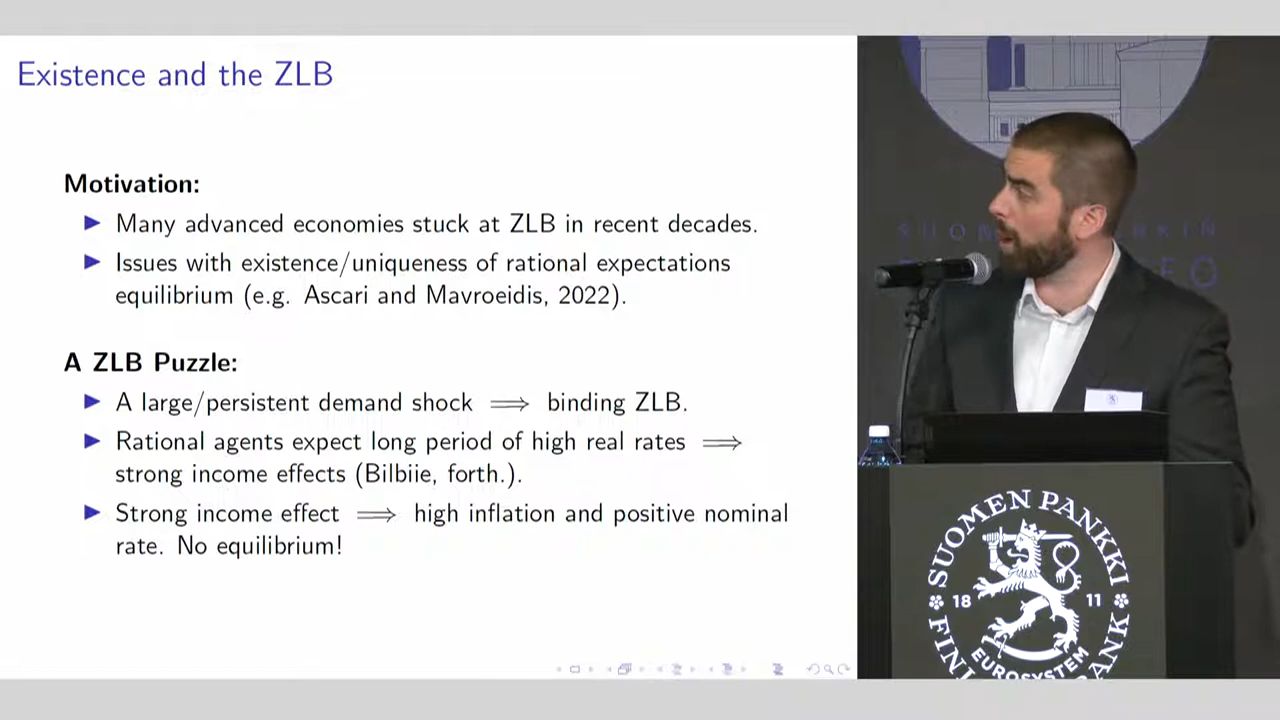 Existence and the ZLB
Motivation:
Many advanced economies stuck at ZLB in recent decades.
Issues with existence/uniqueness of rational expectations
equilibrium (e.g. Ascari and Mavroeidis, 2022).
A ZLB Puzzle:
A large/persistent demand shock ⟹ binding ZLB.
Rational agents expect long period of high real rates ⟹
strong income effects (Bilbiie, forth.).
Strong income effect ⟹ high inflation and positive nominal
rate. No equilibrium!
SUOMEN PANKKI
18 11
EUROSYSTEM